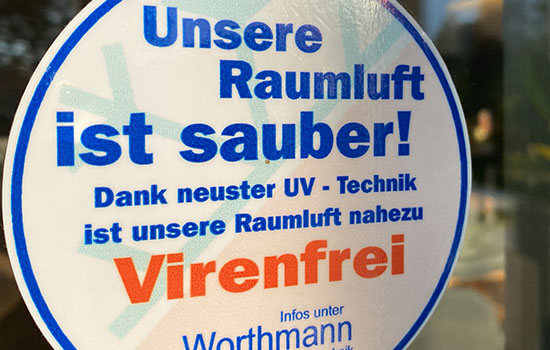 Unsere
Raumluft
ist sauber!
Dank neuster UV - Technik
ist unsere Raumluft nahezu
Virenfrei
Infos unter
Worthmann